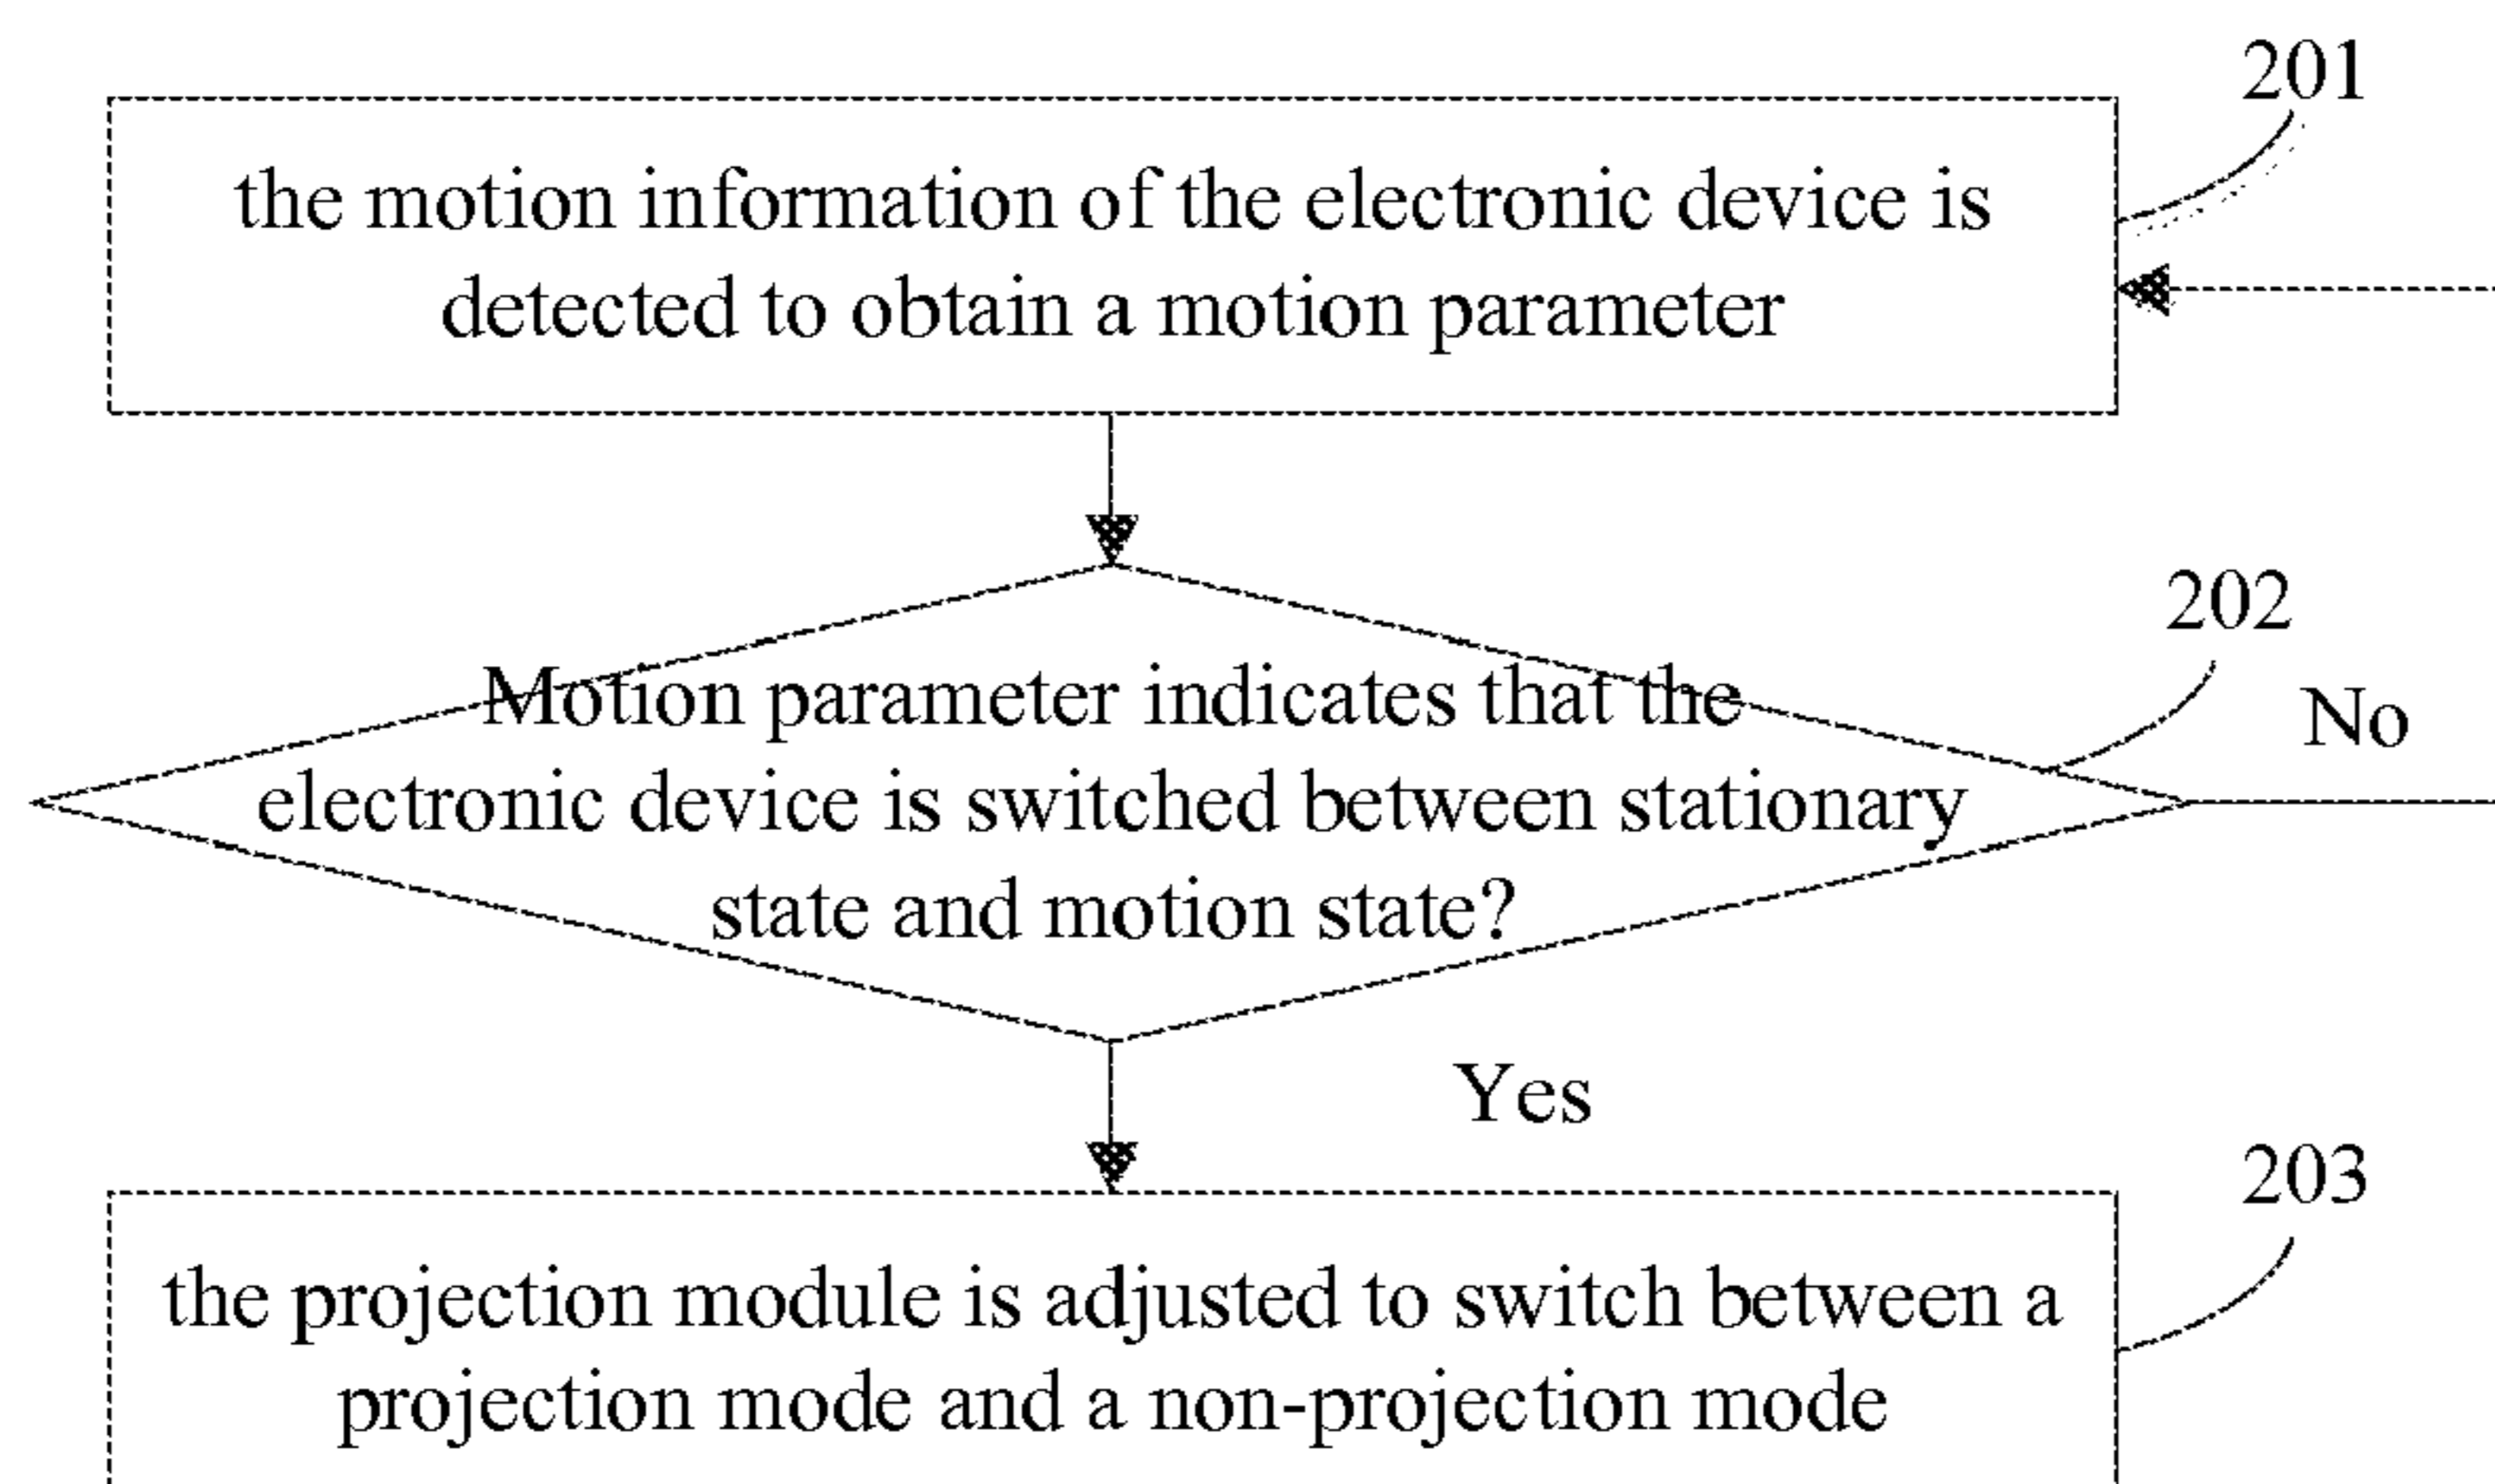 201
the motion information of the electronic device is
detected to obtain a motion parameter
202
No
Motion parameter indicates that the
electronic device is switched between stationary
state and motion state?
Yes
203
the projection module is adjusted to switch between a
projection mode and a non-projection mode